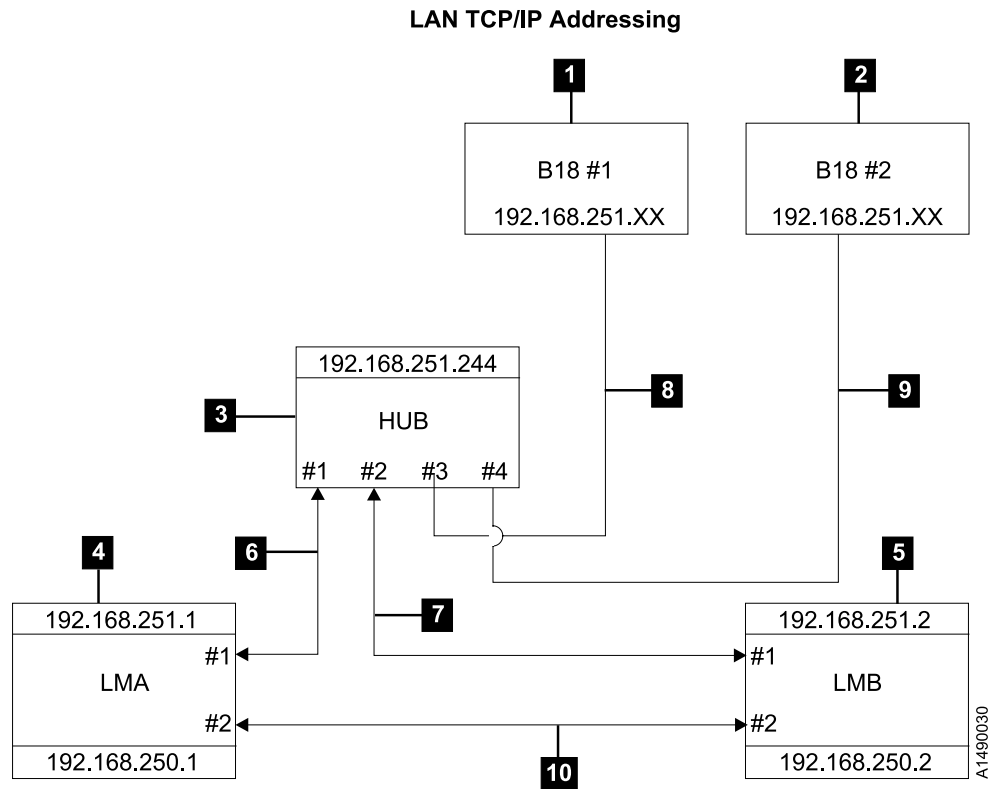 LAN TCP/IP Addressing
1
2
B18 #1
192.168.251.XX
B18 #2
192.168.251.XX
192.168.251.244
3
HUB
8
9
#1 #2 #3 #4
4
6
5
7
192.168.251.1
#1
LMA
#2
192.168.250.1
192.168.251.2
#1
LMB
#2
192.168.250.2
10
A1490030